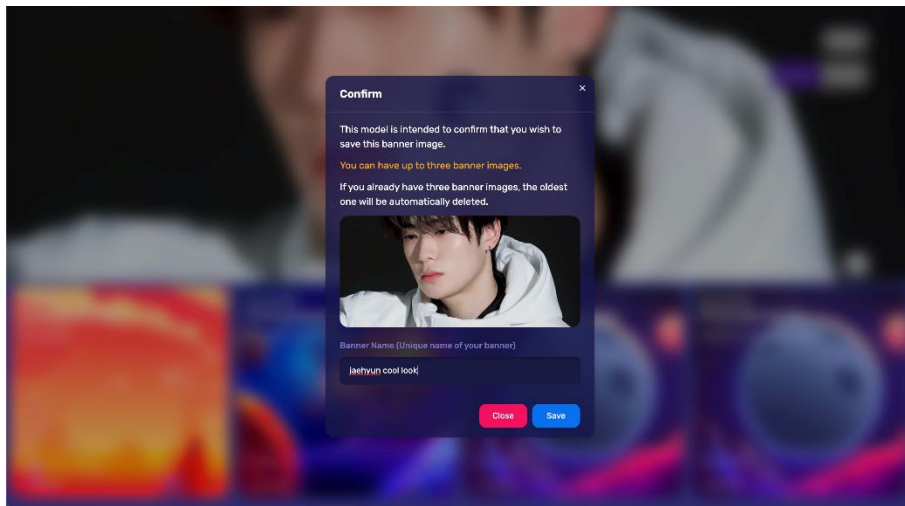 Confirm
This model is intended to confirm that you wish to
save this banner image.
You can have up to three banner images.
If you already have three banner images, the oldest
one will be automatically deleted.
Banner Name (Unique name of your banner)
jaehyun cool look
Close Save